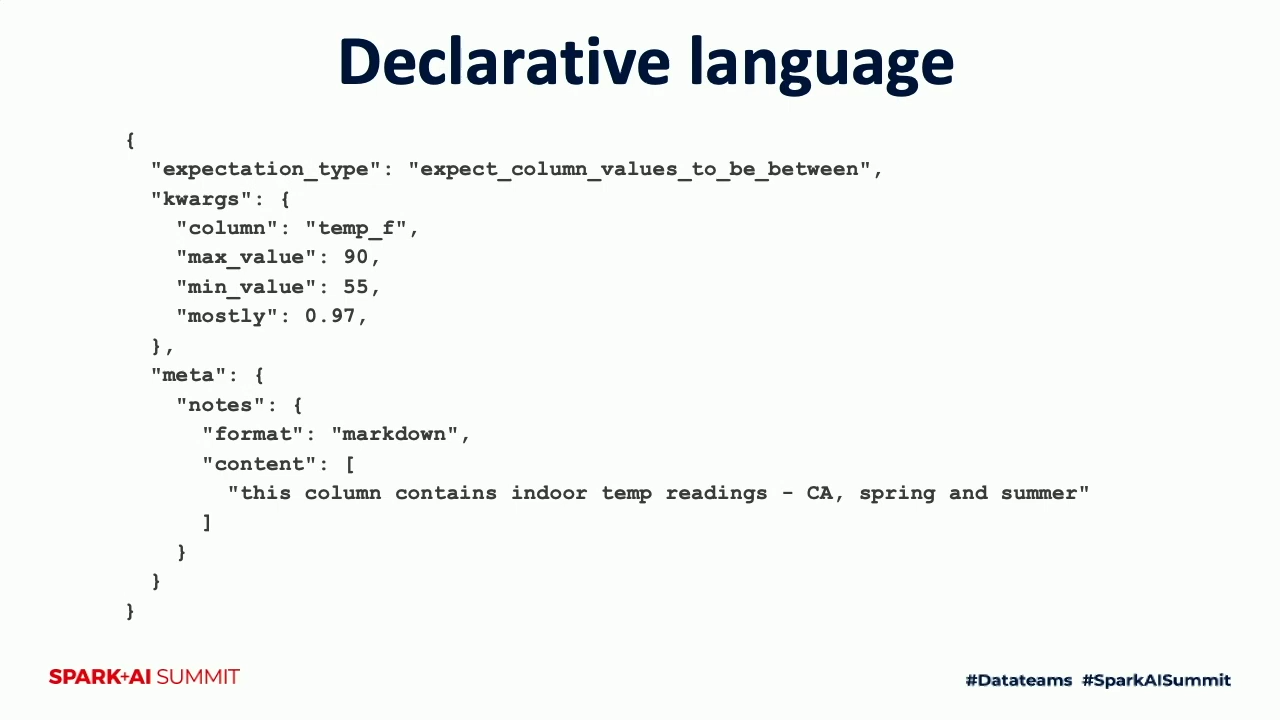 Declarative language
{
  "expectation_type": "expect_column_values_to_be_between",
  "kwargs": {
    "column": "temp_f",
    "max_value": 90,
    "min_value": 55,
    "mostly": 0.97,
  },
  "meta": {
    "notes": {
      "format": "markdown",
      "content": [
        "this column contains indoor temp readings - CA, spring and summer"
      ]
    }
  }
}
SPARK+AI SUMMIT
#Datateams #SparkAISummit